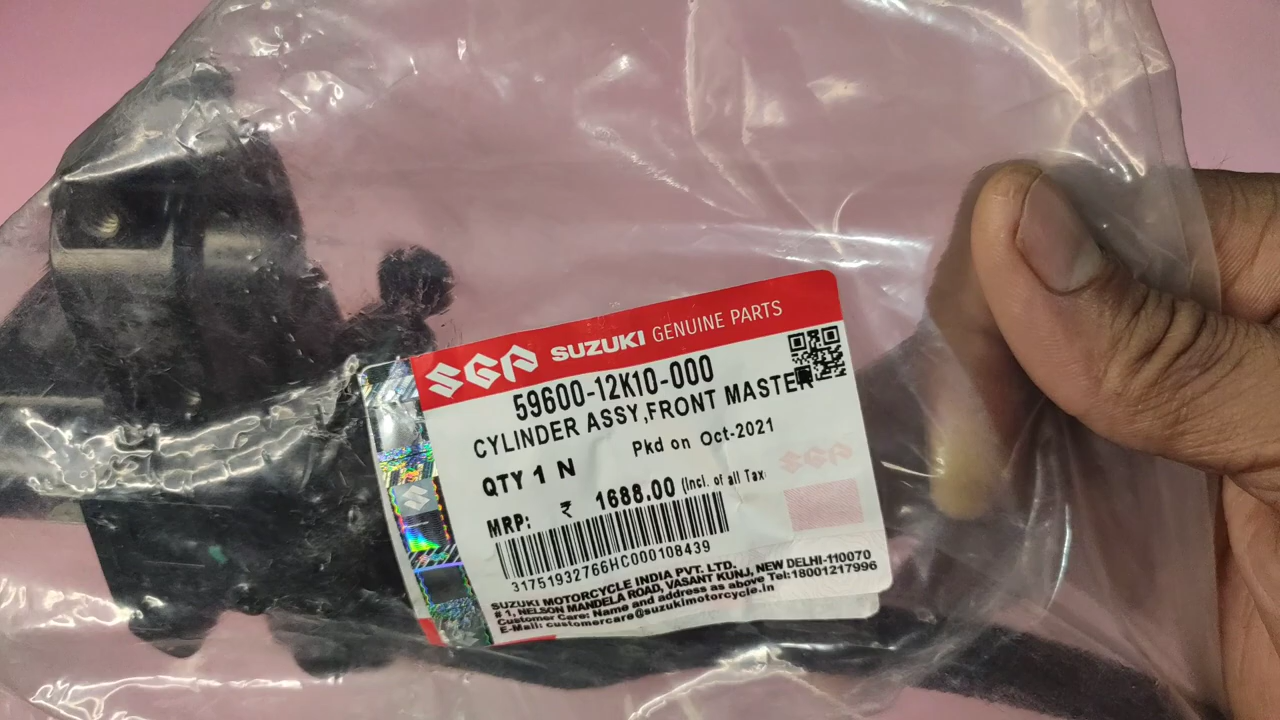 SGP SUZUKI GENUINE PARTS
59600-12K10-000
CYLINDER ASSY,FRONT MASTER
Pkd on Oct-2021
QTY 1 N
SGP
MRP: ₹ 1688.00 (Incl. of all Tax
31751932766HC000108439
SUZUKI MOTORCYCLE INDIA PVT. LTD.
# 1, NELSON MANDELA ROAD, VASANT KUNJ, NEW DELHI-110070
Customer Care: Name and address as above Tel:18001217996
E-Mail: customercare@suzukimotorcycle.in